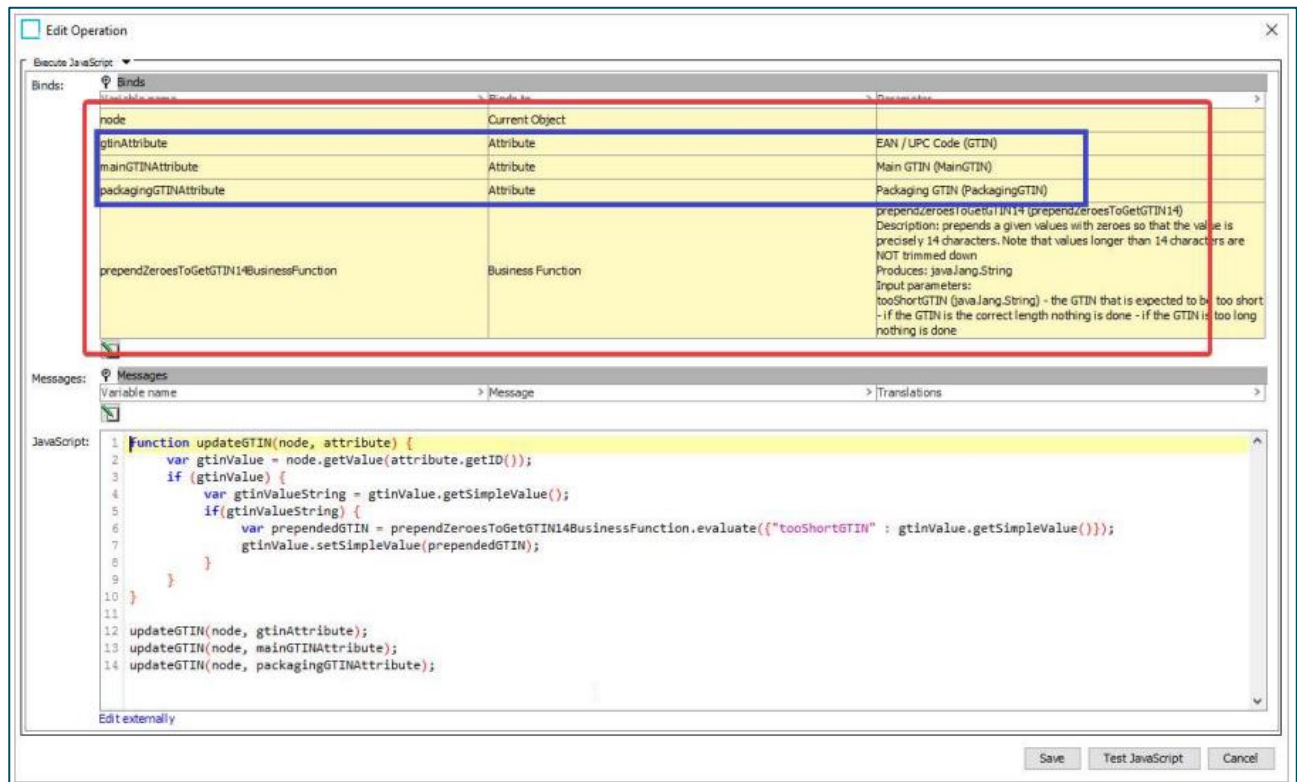 Edit Operation
Execute JavaScript
Binds:
Binds
Variable name > Binds to > Parameter >
node Current Object
gtinAttribute Attribute EAN / UPC Code (GTIN)
mainGTINAttribute Attribute Main GTIN (MainGTIN)
packagingGTINAttribute Attribute Packaging GTIN (PackagingGTIN)
prependZeroesToGetGTIN14BusinessFunction Business Function prependZeroesToGetGTIN14 (prependZeroesToGetGTIN14)
Description: prepends a given values with zeroes so that the value is
precisely 14 characters. Note that values longer than 14 characters are
NOT trimmed down
Produces: java.lang.String
Input parameters:
tooShortGTIN (java.lang.String) - the GTIN that is expected to be too short
- if the GTIN is the correct length nothing is done - if the GTIN is too long
nothing is done
Messages:
Messages
Variable name > Message > Translations >
JavaScript:
1 function updateGTIN(node, attribute) {
2 var gtinValue = node.getValue(attribute.getID());
3 if (gtinValue) {
4 var gtinValueString = gtinValue.getSimpleValue();
5 if(gtinValueString) {
6 var prependedGTIN = prependZeroesToGetGTIN14BusinessFunction.evaluate({"tooShortGTIN" : gtinValue.getSimpleValue()});
7 gtinValue.setSimpleValue(prependedGTIN);
8 }
9 }
10 }
11
12 updateGTIN(node, gtinAttribute);
13 updateGTIN(node, mainGTINAttribute);
14 updateGTIN(node, packagingGTINAttribute);
Edit externally
Save Test JavaScript Cancel